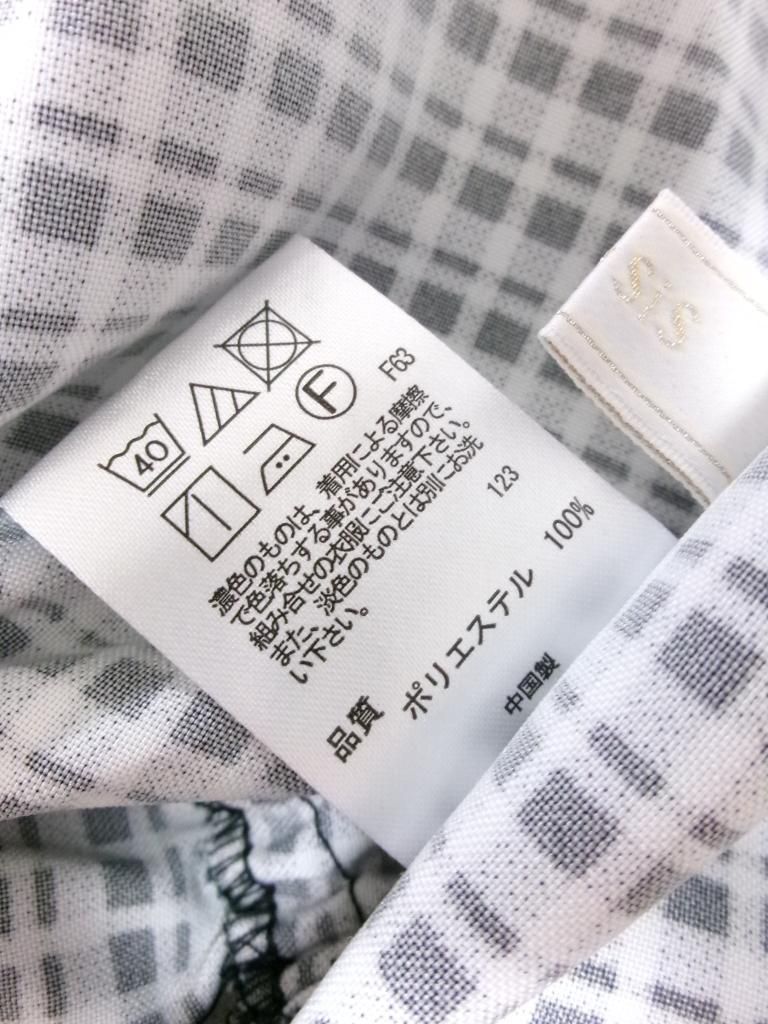 SiS
40
F
F63
濃色のものは、着用による摩擦
で色落ちする事がありますので、
組み合せの衣服にご注意下さい。
また、淡色のものとは別にお洗
い下さい。
123
品質 ポリエステル 100%
中国製